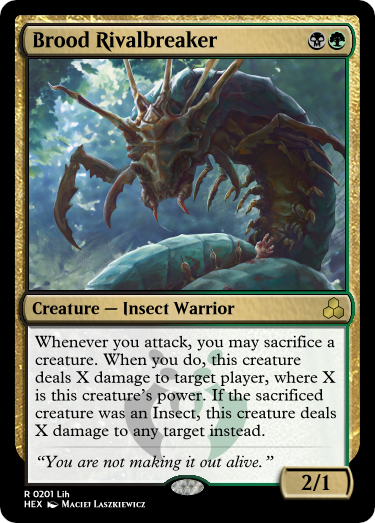 Brood Rivalbreaker
Creature — Insect Warrior
Whenever you attack, you may sacrifice a
creature. When you do, this creature
deals X damage to target player, where X
is this creature's power. If the sacrificed
creature was an Insect, this creature deals
X damage to any target instead.
“You are not making it out alive.”
2/1
R 0201 Lih
HEX Maciej Laszkiewicz